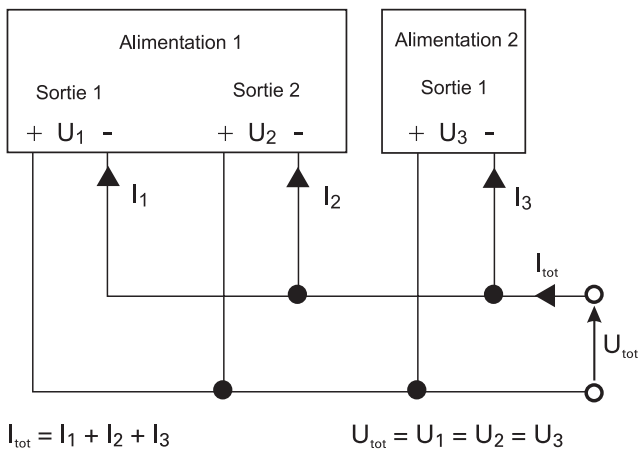 Alimentation 1
Alimentation 2
Sortie 1
Sortie 2
Sortie 1
+ U1 -
+ U2 -
+ U3 -
I1
I2
I3
Itot
Utot
Itot = I1 + I2 + I3
Utot = U1 = U2 = U3